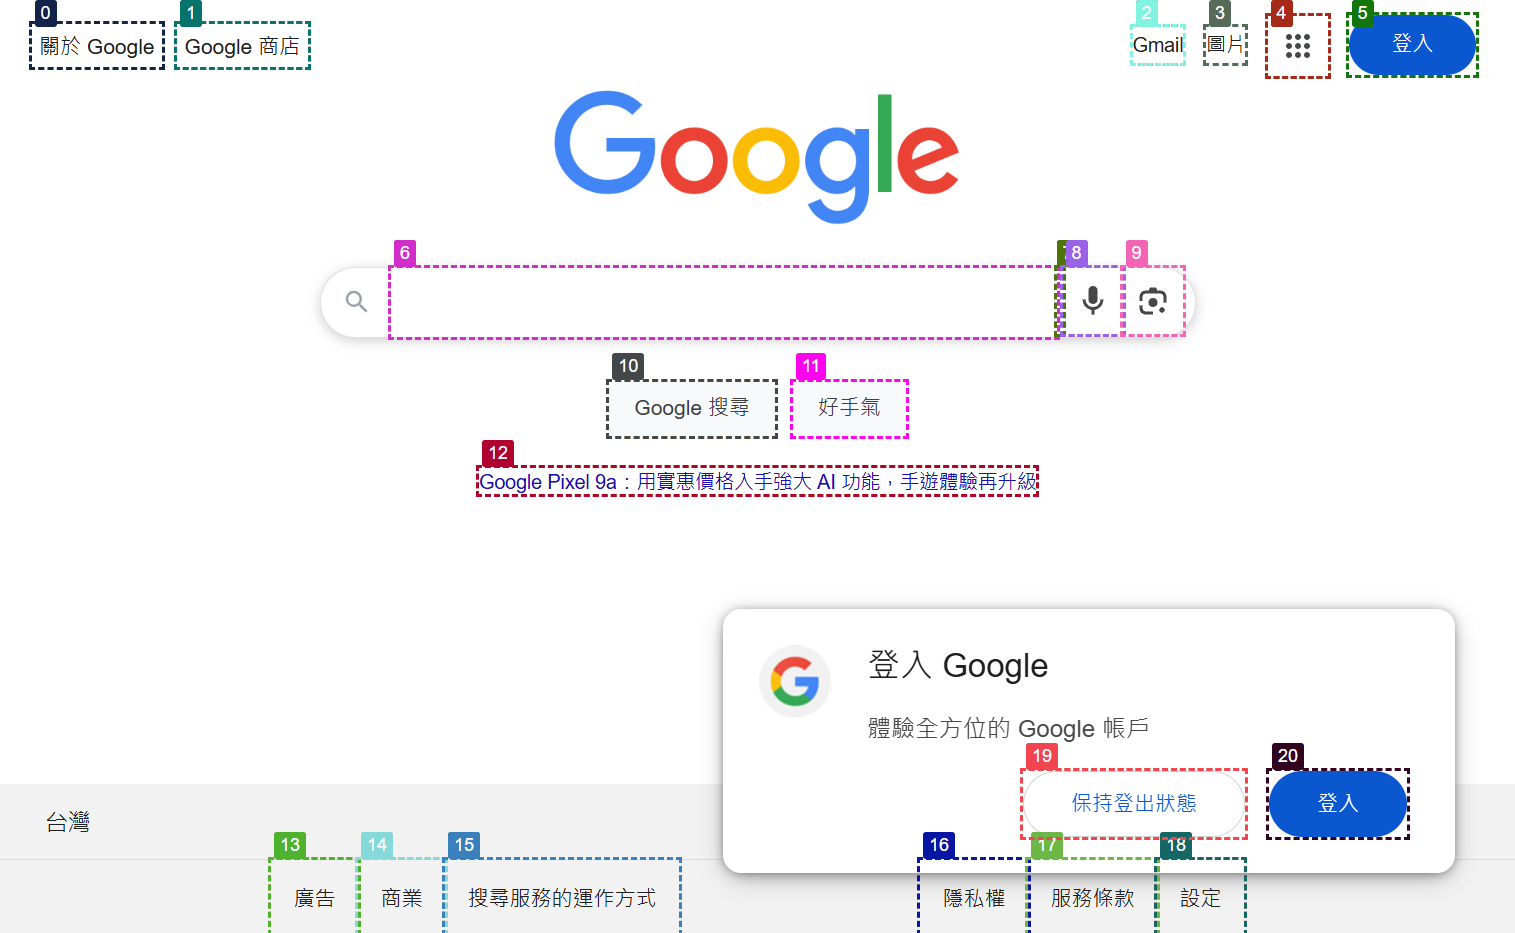 0 1 2 3 4 5
關於 Google Google 商店 Gmail 圖片 登入
Google
6 8 9
10 11
Google 搜尋 好手氣
12
Google Pixel 9a：用實惠價格入手強大 AI 功能，手遊體驗再升級
登入 Google
體驗全方位的 Google 帳戶
19 20
保持登出狀態 登入
台灣
13 14 15 16 17 18
廣告 商業 搜尋服務的運作方式 隱私權 服務條款 設定